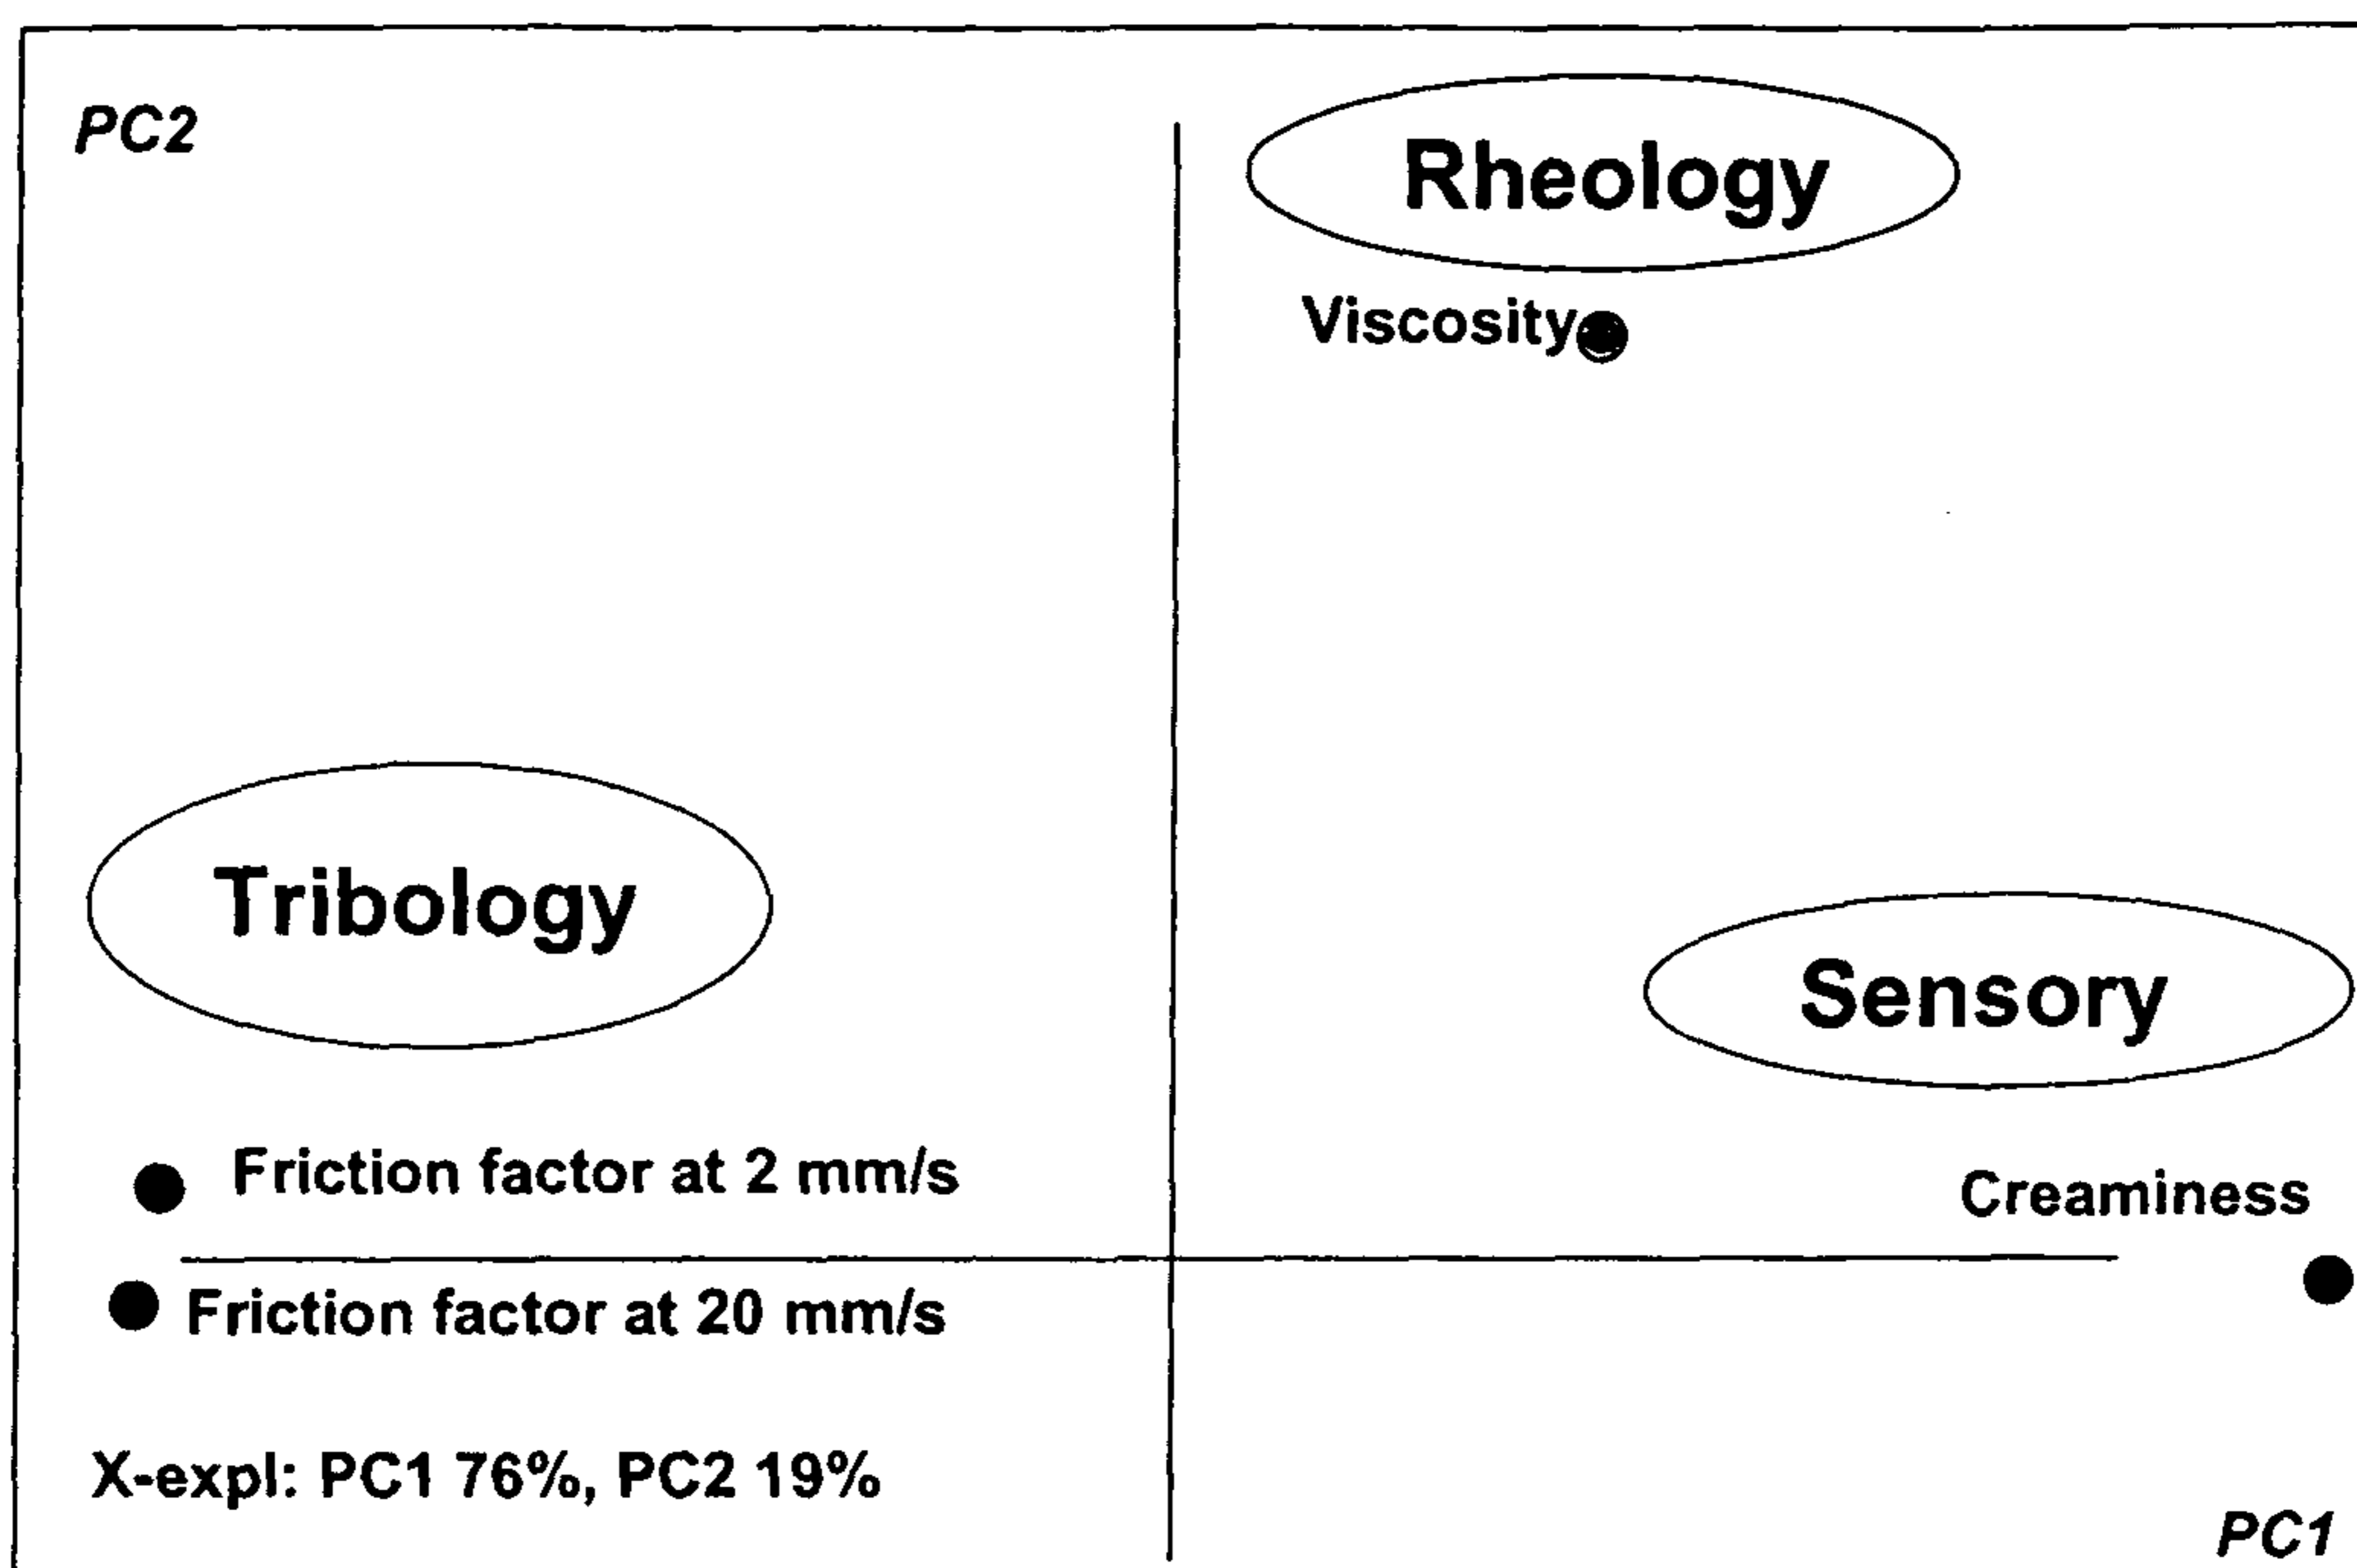 PC2
Rheology
Viscosity
Tribology
Sensory
Friction factor at 2 mm/s
Creaminess
Friction factor at 20 mm/s
X-expl: PC1 76%, PC2 19%
PC1